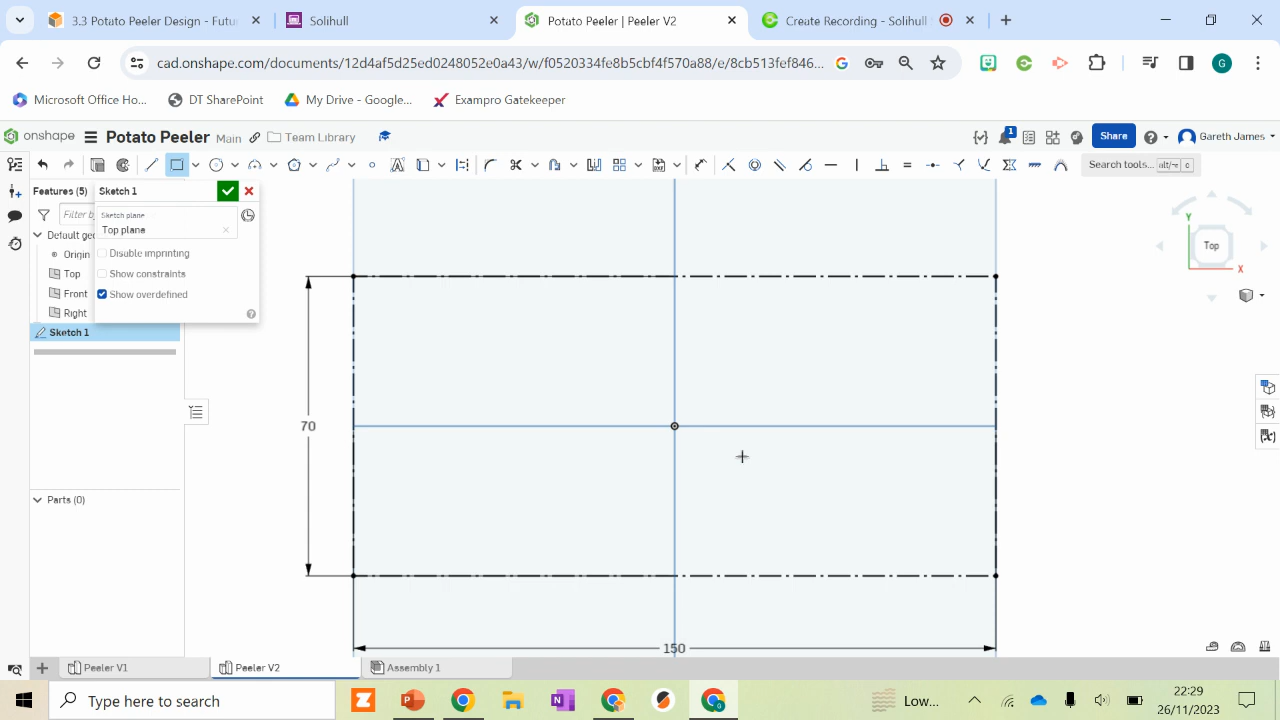 3.3 Potato Peeler Design - Futu
Solihull
Potato Peeler | Peeler V2
Create Recording - Solihull
cad.onshape.com/documents/12d4af5d25ed0248052e0a43/w/f0520334fe8b5cbf4f570a88/e/8cb513fef846...
G
Microsoft Office Ho...
DT SharePoint
My Drive - Google...
Exampro Gatekeeper
onshape
Potato Peeler
Main
Team Library
1
Share
Gareth James
Search tools...
alt/⌥
c
Features (5)
Sketch 1
Filter by
Sketch plane
Top plane
Default ge
Disable imprinting
Origin
Show constraints
Top
Front
Show overdefined
Right
Sketch 1
Y
Top
X
70
150
Parts (0)
Peeler V1
Peeler V2
Assembly 1
Type here to search
Low...
22:29
26/11/2023